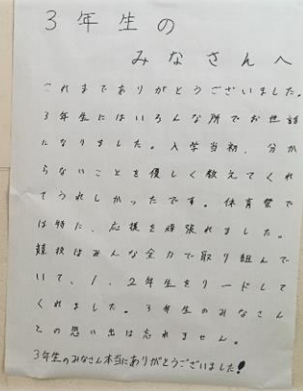 3年生の
みなさんへ
これまでありがとうございました。
3年生にはいろんな所でお世話
になりました。入学当初、分か
らないことを優しく教えてくれ
てうれしかったです。体育祭で
は特に、応援を頑張れました。
競技はみんな全力で取り組んで
いて、1、2年生をリードして
くれました。3年生のみなさん
との思い出は忘れません。
3年生のみなさん本当にありがとうございました!